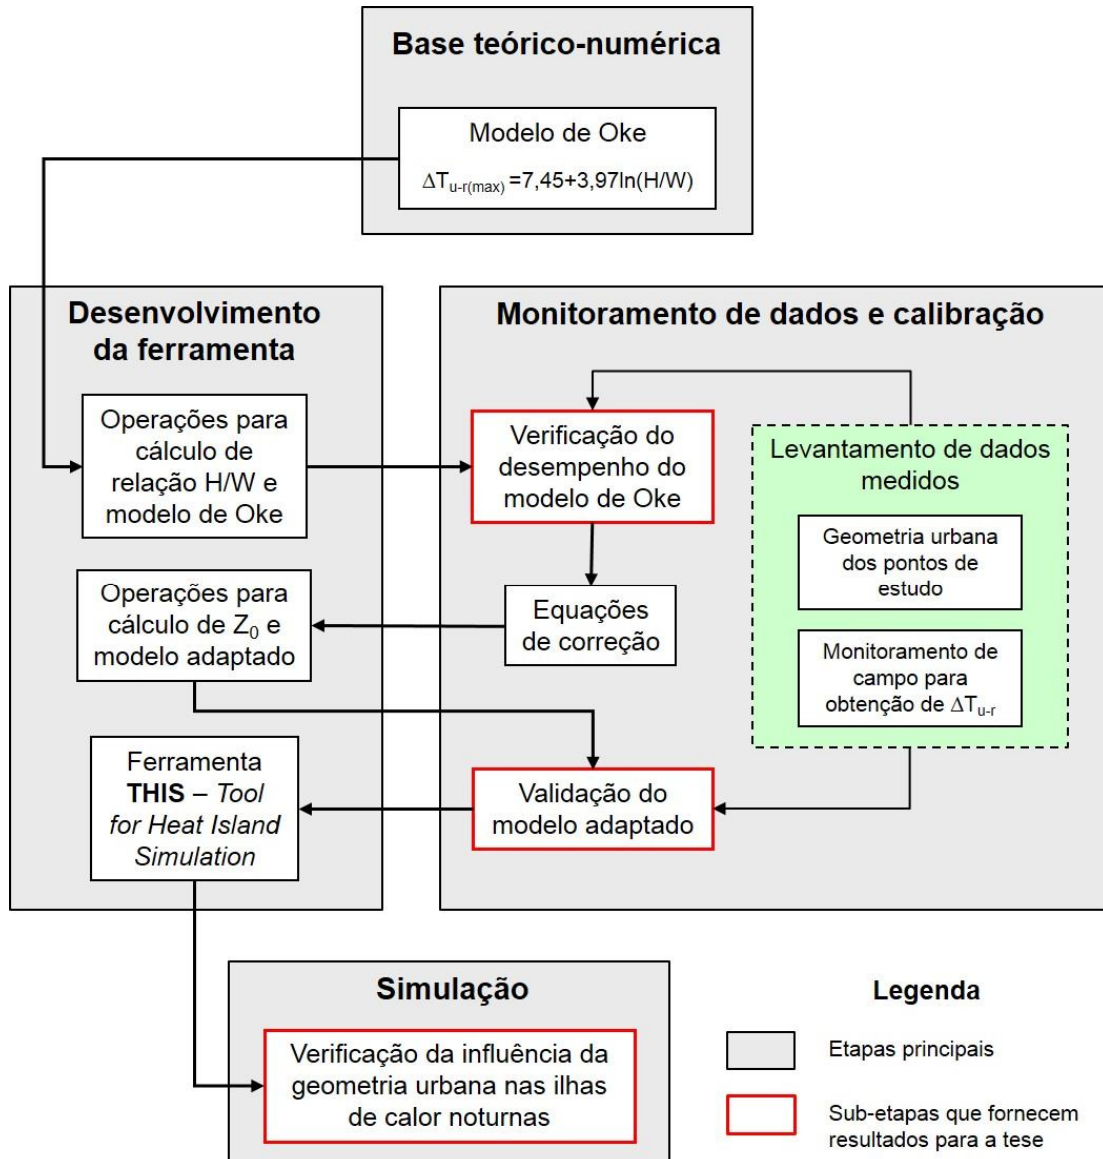 Base teórico-numérica
Modelo de Oke
ΔTu-r(max) =7,45+3,97ln(H/W)
Desenvolvimento
da ferramenta
Operações para
cálculo de
relação H/W e
modelo de Oke
Operações para
cálculo de Z0 e
modelo adaptado
Ferramenta
THIS – Tool
for Heat Island
Simulation
Monitoramento de dados e calibração
Verificação do
desempenho do
modelo de Oke
Equações
de correção
Validação do
modelo adaptado
Levantamento de dados
medidos
Geometria urbana
dos pontos de
estudo
Monitoramento de
campo para
obtenção de ΔTu-r
Simulação
Verificação da influência da
geometria urbana nas ilhas
de calor noturnas
Legenda
Etapas principais
Sub-etapas que fornecem
resultados para a tese